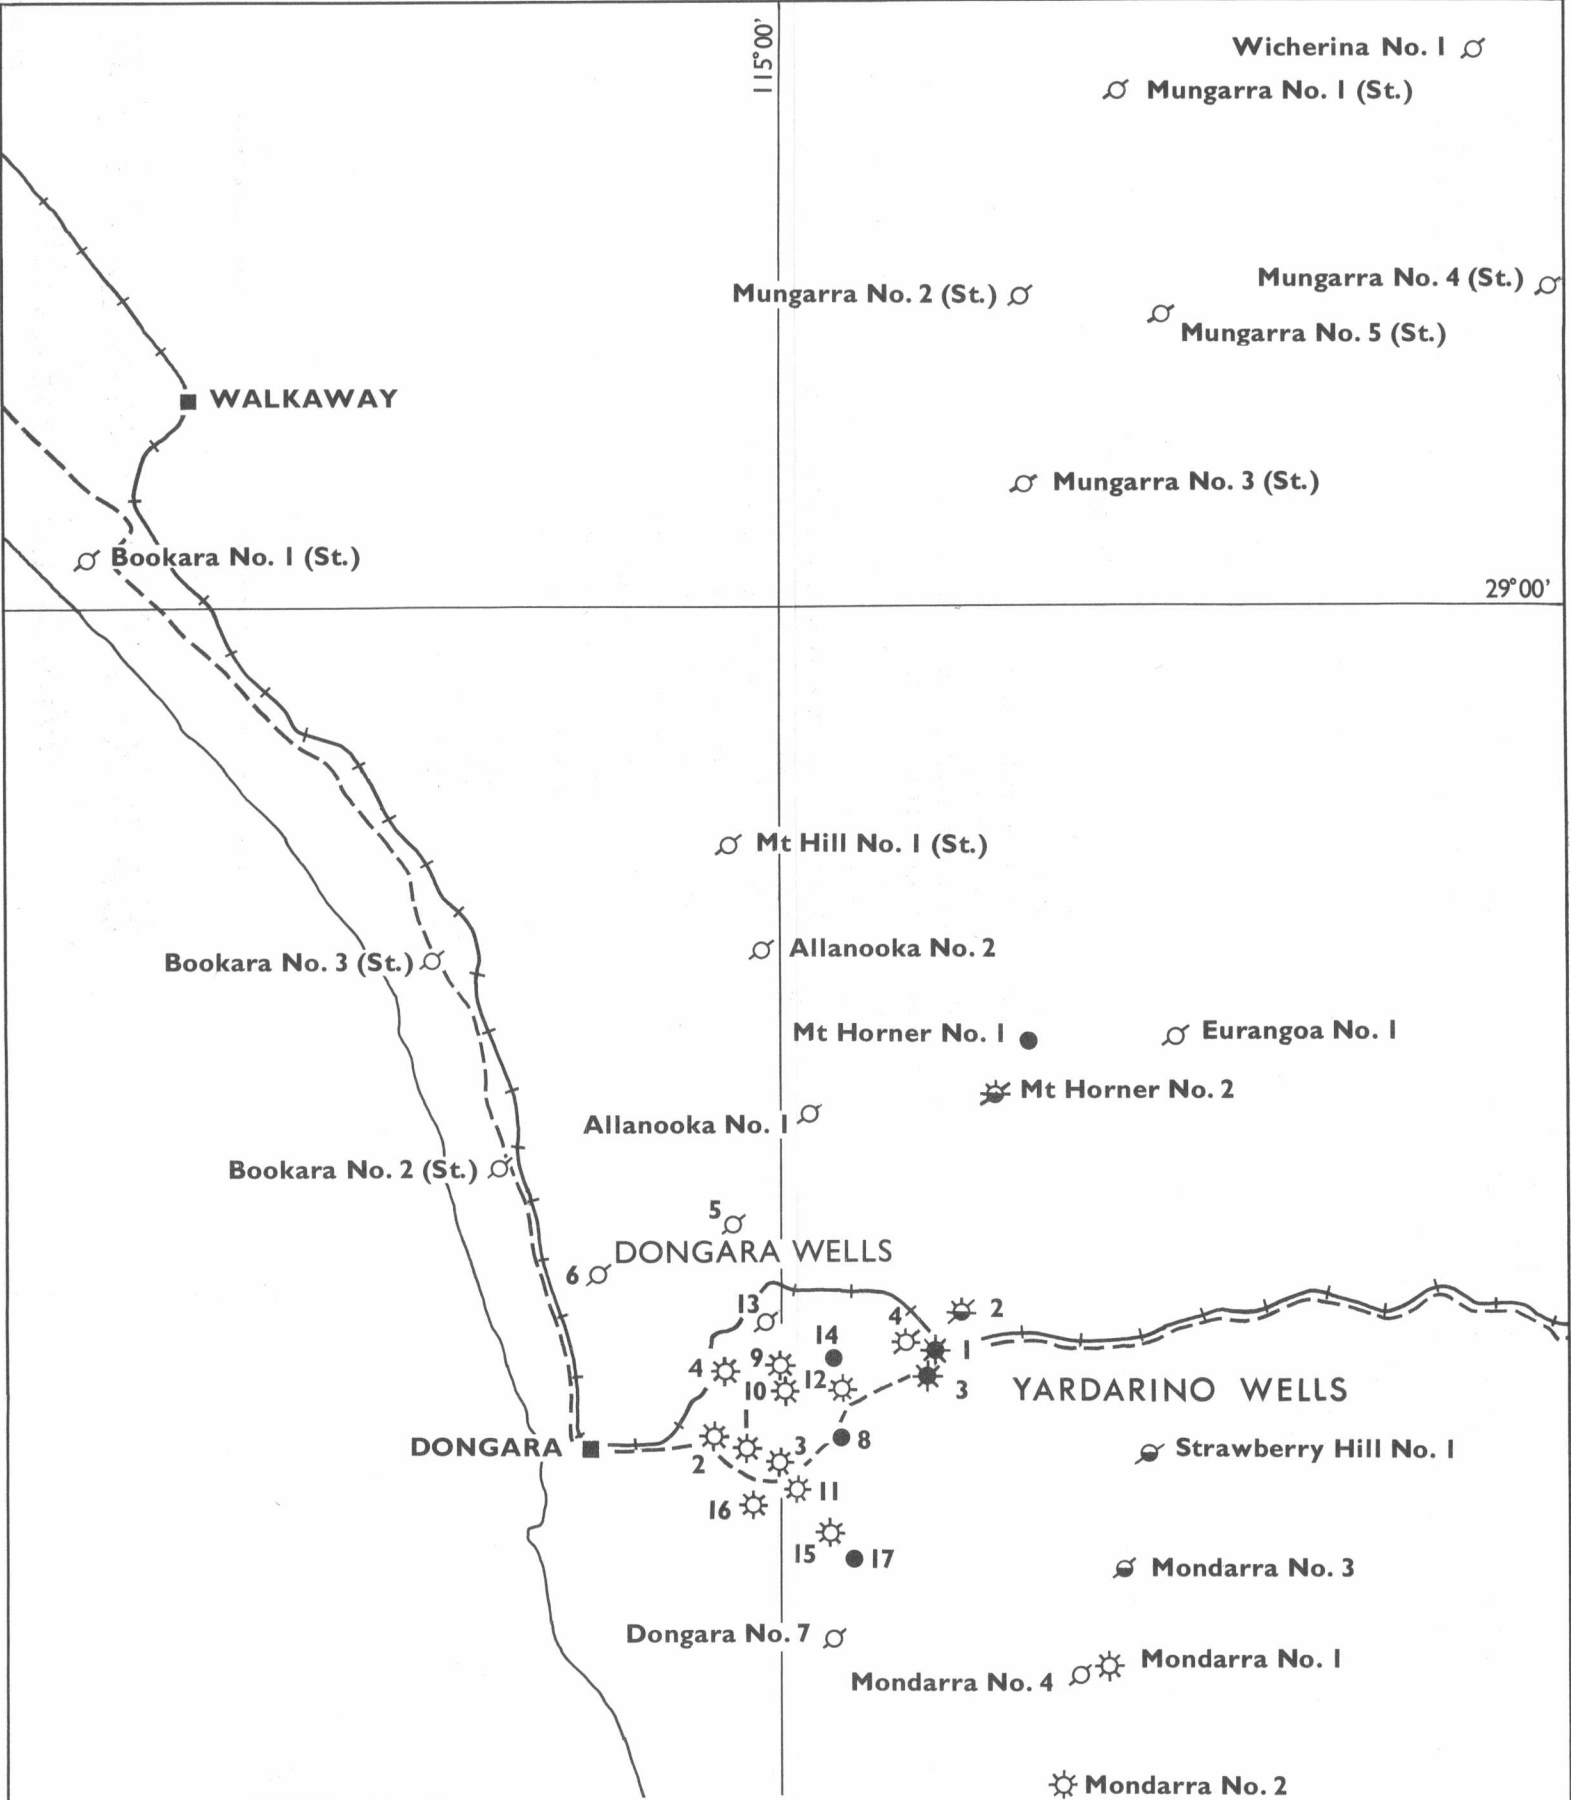 115°00'
Wicherina No. 1
Mungarra No. 1 (St.)
Mungarra No. 4 (St.)
Mungarra No. 2 (St.)
Mungarra No. 5 (St.)
WALKAWAY
Mungarra No. 3 (St.)
Bookara No. 1 (St.)
29°00'
Mt Hill No. 1 (St.)
Allanooka No. 2
Bookara No. 3 (St.)
Mt Horner No. 1
Eurangoa No. 1
Mt Horner No. 2
Allanooka No. 1
Bookara No. 2 (St.)
5
DONGARA WELLS
6
13
4
2
14
1
9
4
12
10
3
YARDARINO WELLS
1
DONGARA
8
3
Strawberry Hill No. 1
2
11
16
15
17
Mondarra No. 3
Dongara No. 7
Mondarra No. 1
Mondarra No. 4
Mondarra No. 2